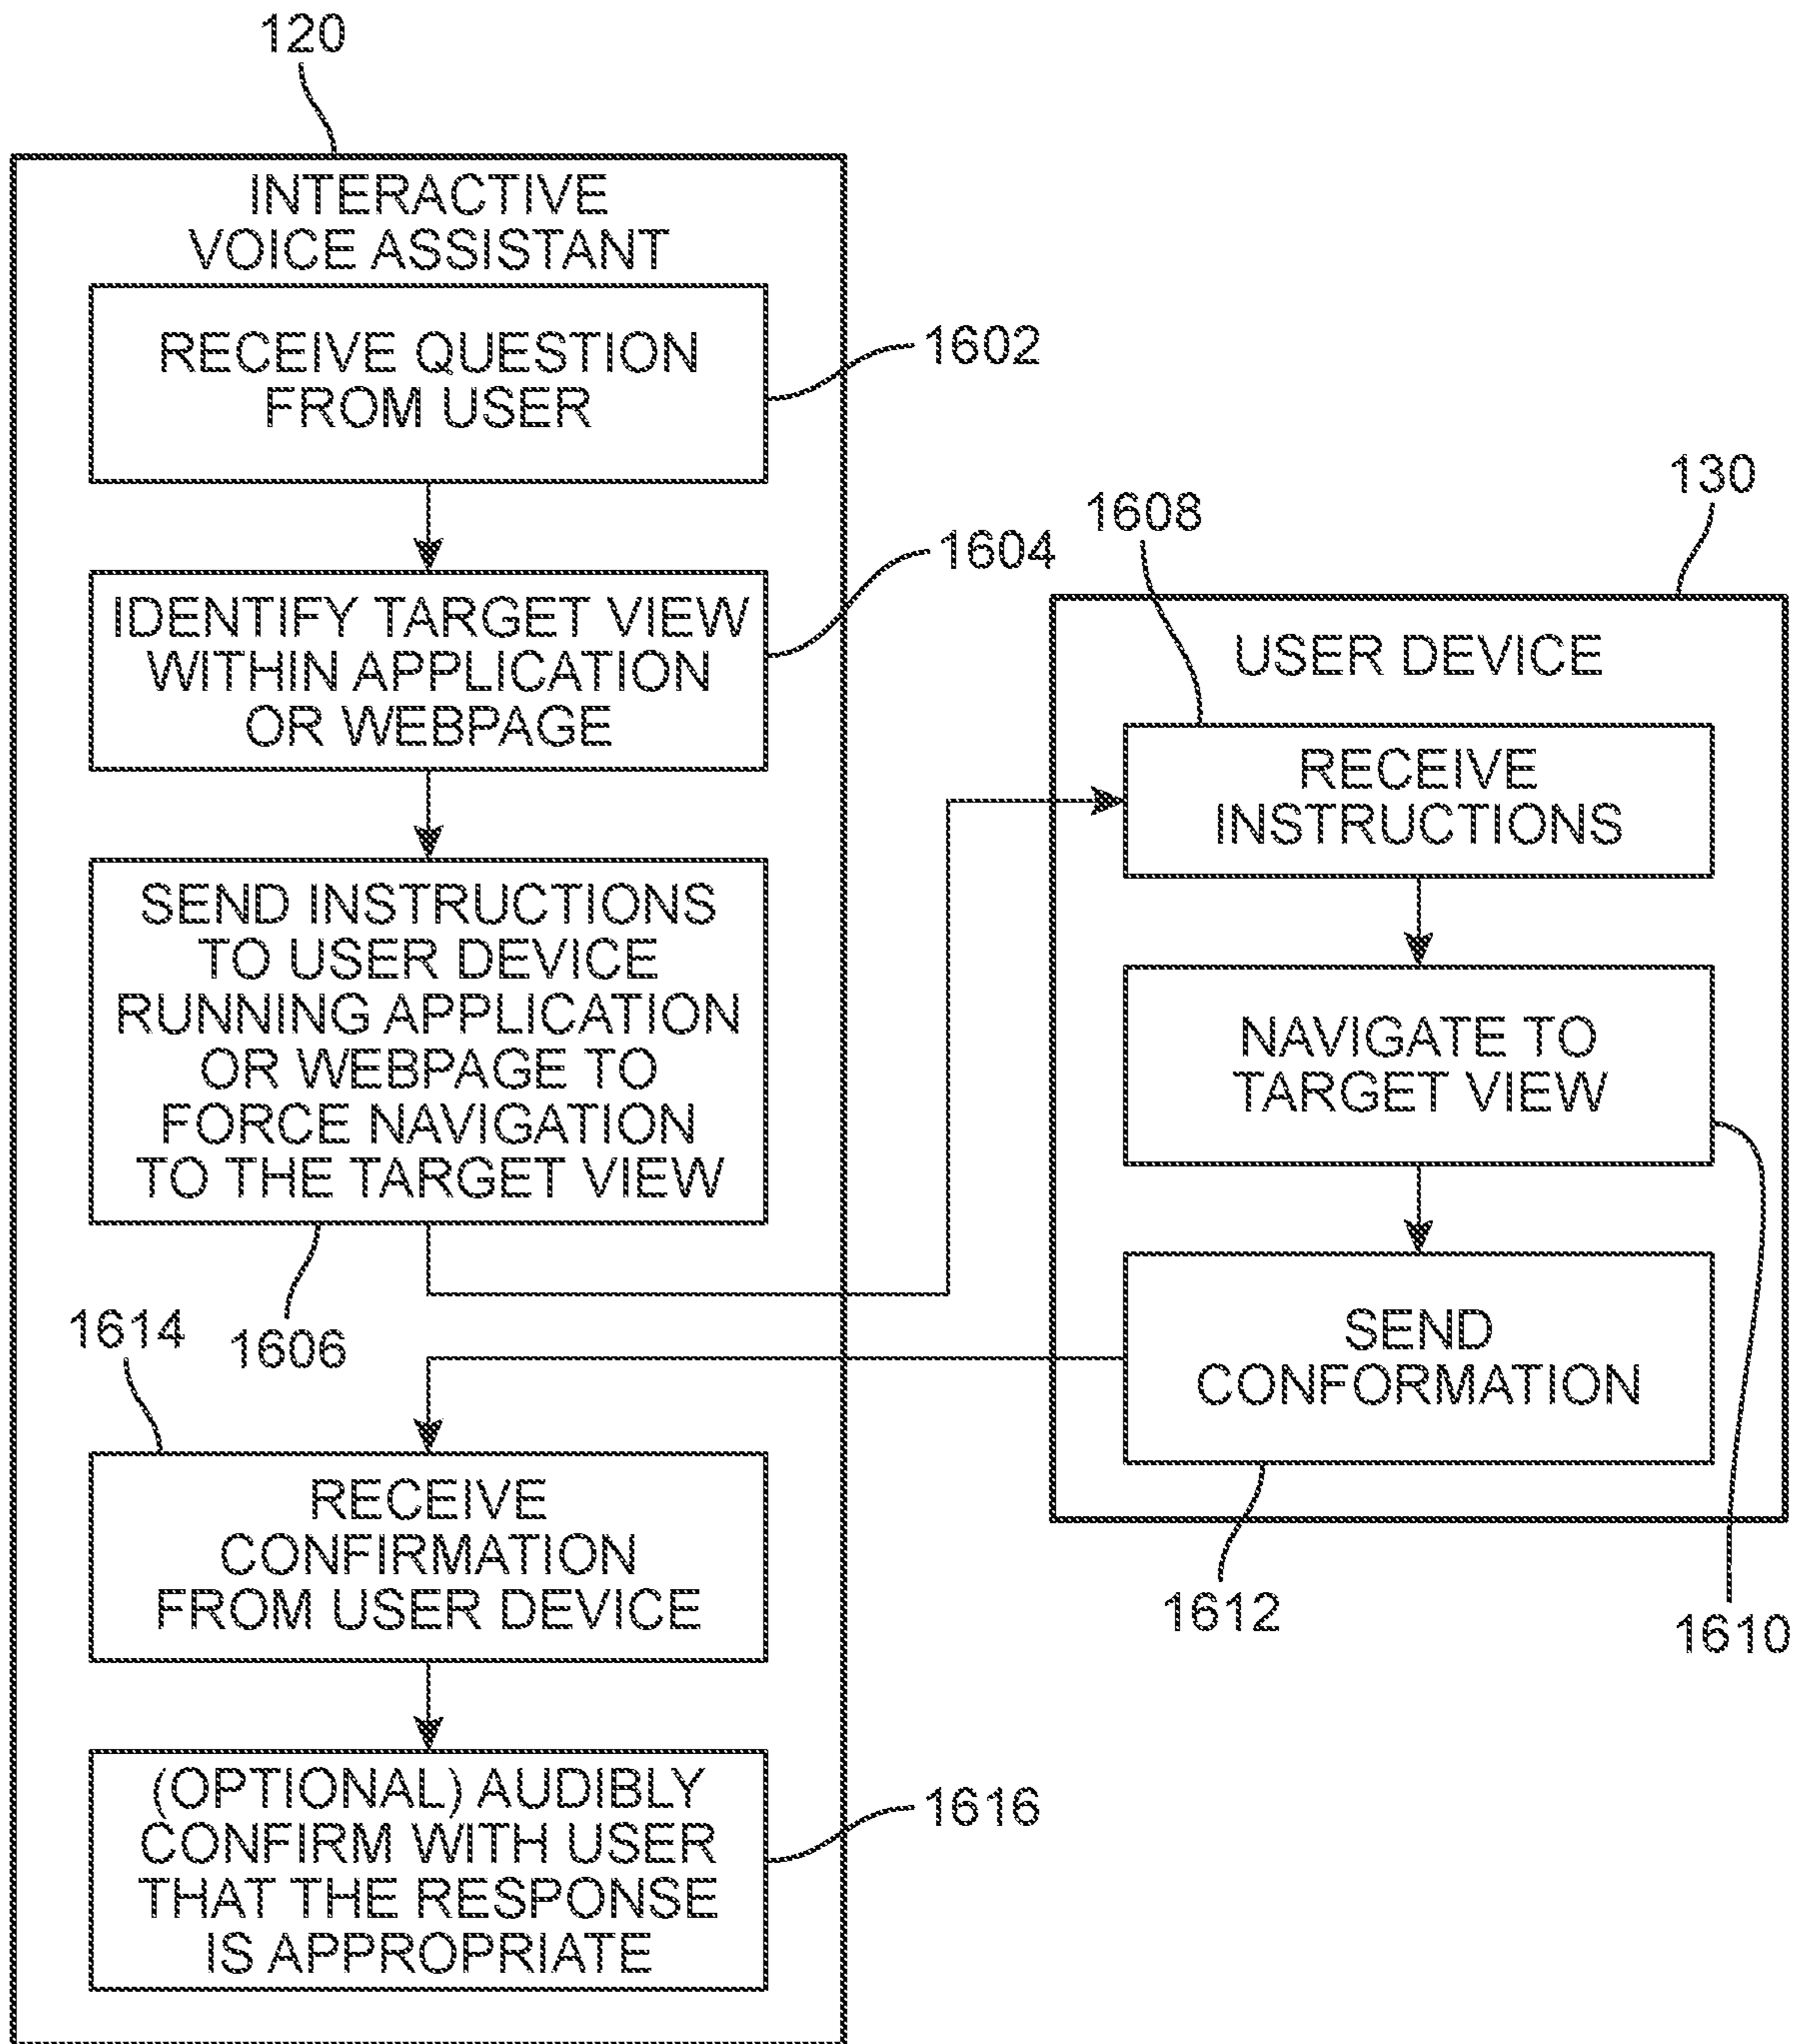 120
INTERACTIVE
VOICE ASSISTANT
RECEIVE QUESTION
FROM USER
1602
IDENTIFY TARGET VIEW
WITHIN APPLICATION
OR WEBPAGE
1604
SEND INSTRUCTIONS
TO USER DEVICE
RUNNING APPLICATION
OR WEBPAGE TO
FORCE NAVIGATION
TO THE TARGET VIEW
1606
130
USER DEVICE
1608
RECEIVE
INSTRUCTIONS
NAVIGATE TO
TARGET VIEW
1610
SEND
CONFORMATION
1612
1614
RECEIVE
CONFIRMATION
FROM USER DEVICE
(OPTIONAL) AUDIBLY
CONFIRM WITH USER
THAT THE RESPONSE
IS APPROPRIATE
1616